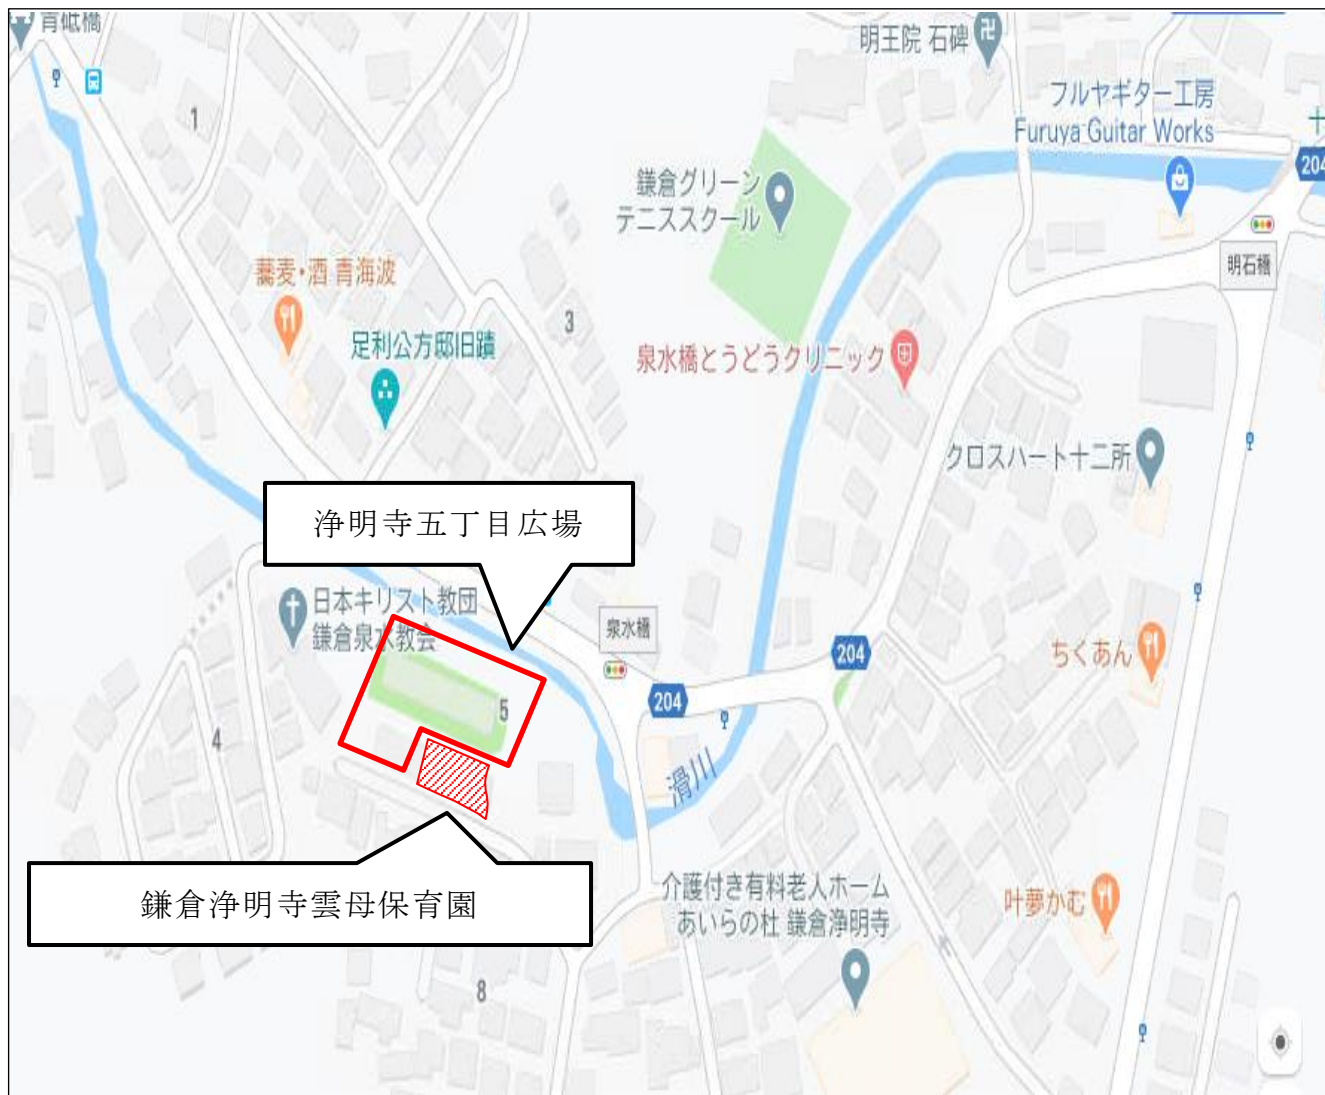 青砥橋
明王院 石碑
フルヤギター工房
Furuya Guitar Works
204
1
鎌倉グリーン
テニススクール
明石橋
蕎麦・酒 青海波
3
足利公方邸旧蹟
泉水橋とうどうクリニック
クロスハート十二所
浄明寺五丁目広場
日本キリスト教団
鎌倉泉水教会
泉水橋
204
ちくあん
204
5
4
滑川
鎌倉浄明寺雲母保育園
介護付き有料老人ホーム
あいらの杜 鎌倉浄明寺
叶夢かむ
8